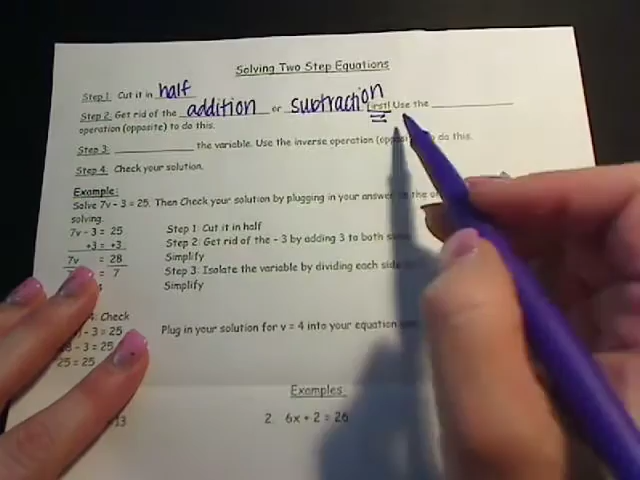 Solving Two Step Equations
Step 1: Cut it in half
Step 2: Get rid of the addition or subtraction first! Use the
operation (opposite) to do this.
Step 3: the variable. Use the inverse operation (opposite) to do this.
Step 4: Check your solution.
Example:
Solve 7v - 3 = 25. Then Check your solution by plugging in your answer to the
solving.
7v - 3 = 25 Step 1: Cut it in half
+3 = +3 Step 2: Get rid of the - 3 by adding 3 to both
7v = 28 Simplify
= 7 Step 3: Isolate the variable by dividing each side
Simplify
: Check
- 3 = 25 Plug in your solution for v = 4 into your equation
- 3 = 25
25 = 25
Examples
13 2. 6x + 2 = 26